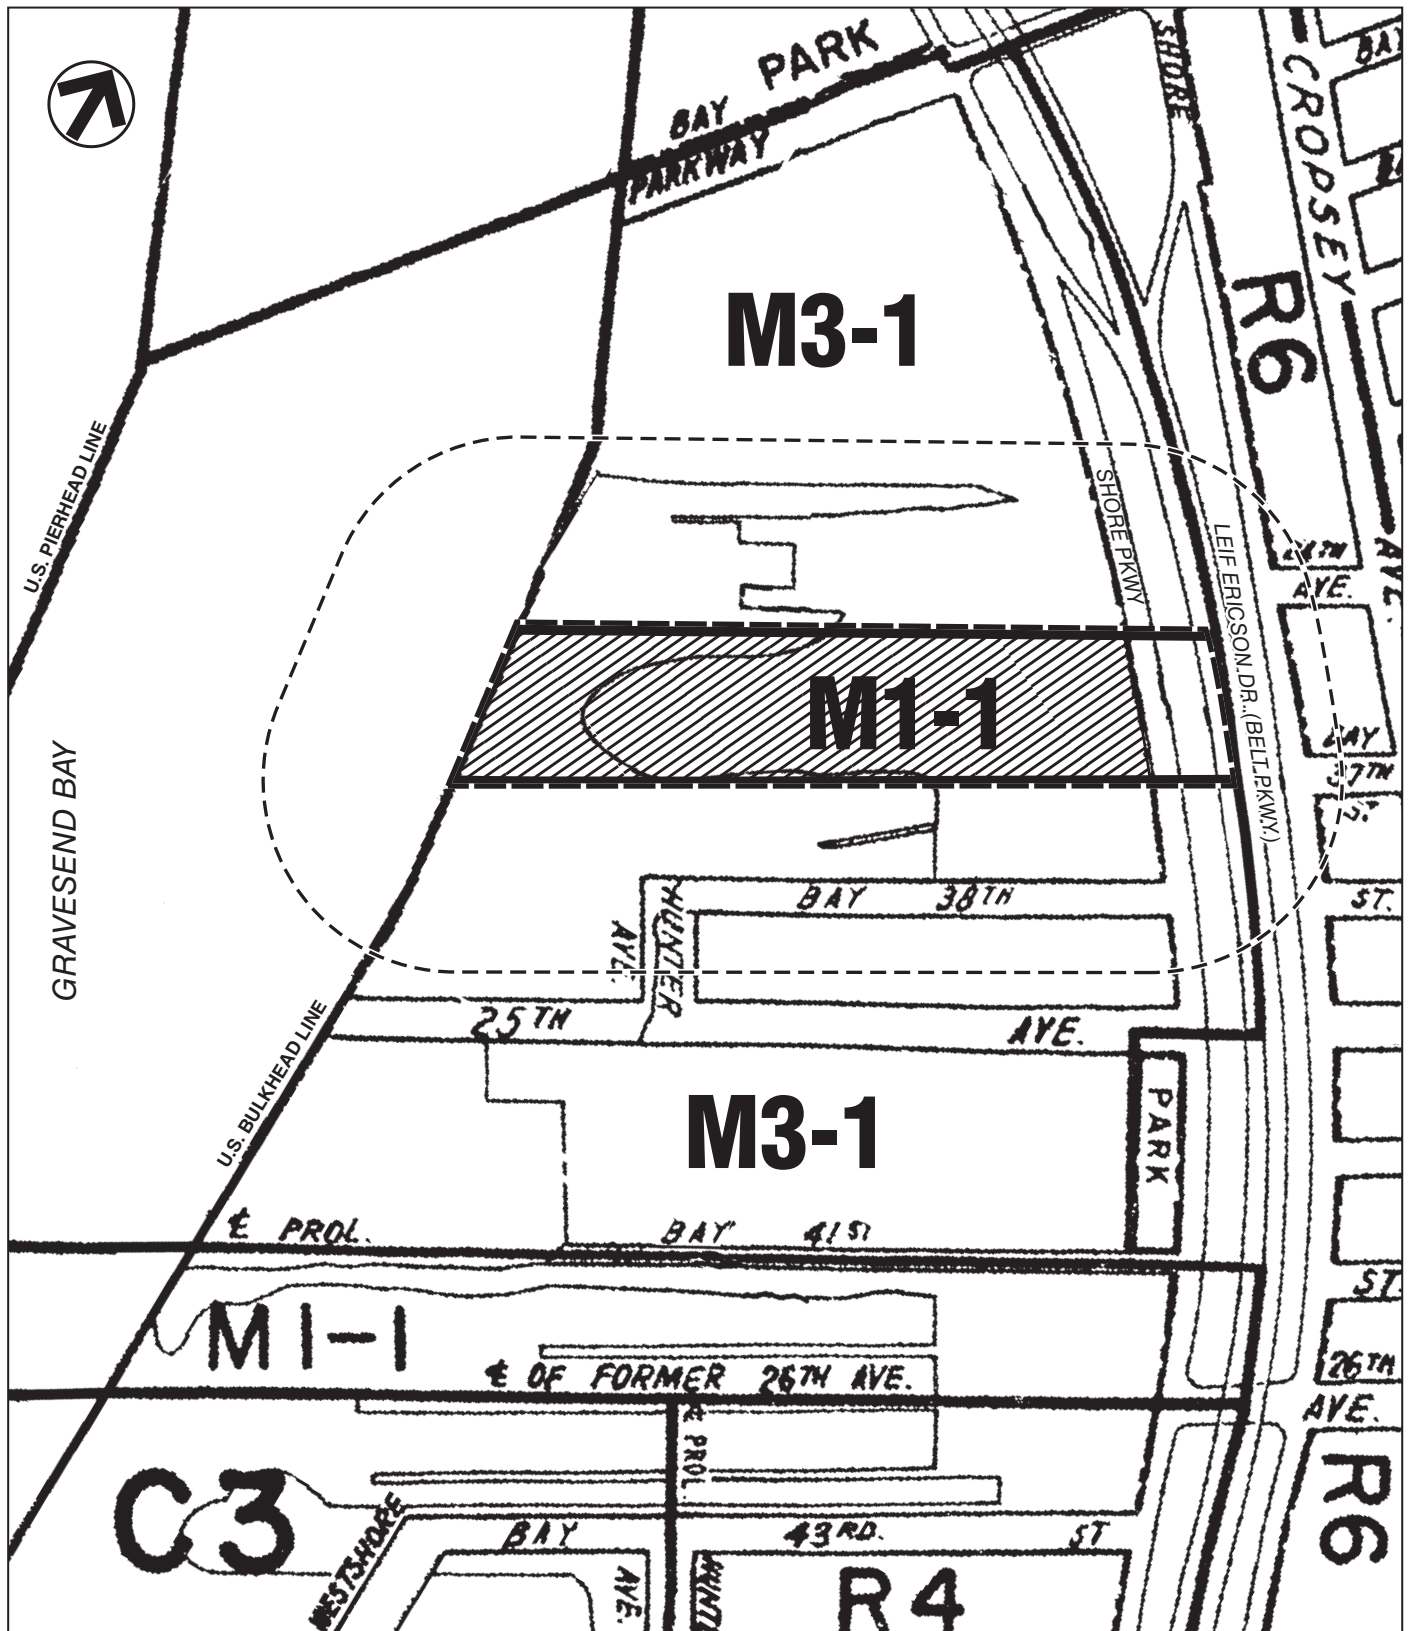 PARK
BAY
PARKWAY
SHORE
CROPSEY
AVE.
BAY
M3-1
R6
U.S. PIERHEAD LINE
SHORE PKWY
LEIF ERICSON DR. (BELT PKWY.)
AVE.
M1-1
BAY
37TH
ST
GRAVESEND BAY
BAY 38TH
ST.
HUNTER
AVE.
25TH
AVE.
U.S. BULKHEAD LINE
M3-1
PARK
℄ PROL.
BAY 41ST
ST.
M1-1
℄ OF FORMER 26TH AVE.
26TH
AVE.
℄ PROL.
C3
WESTSHORE
BAY
43RD.
ST
AVE.
HUNT
R4
R6